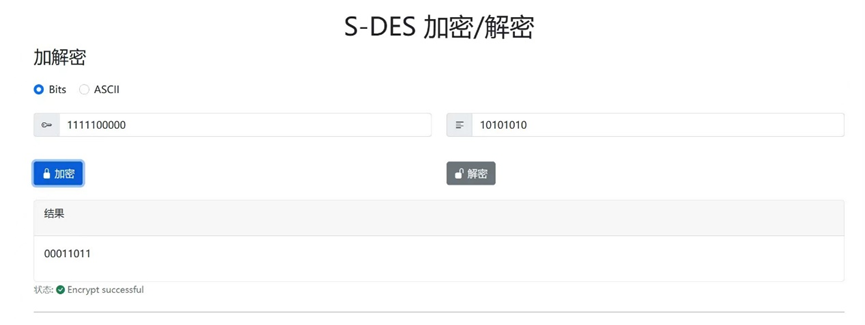 S-DES 加密/解密
加解密
Bits ASCII
1111100000 10101010
加密 解密
结果
00011011
状态: Encrypt successful